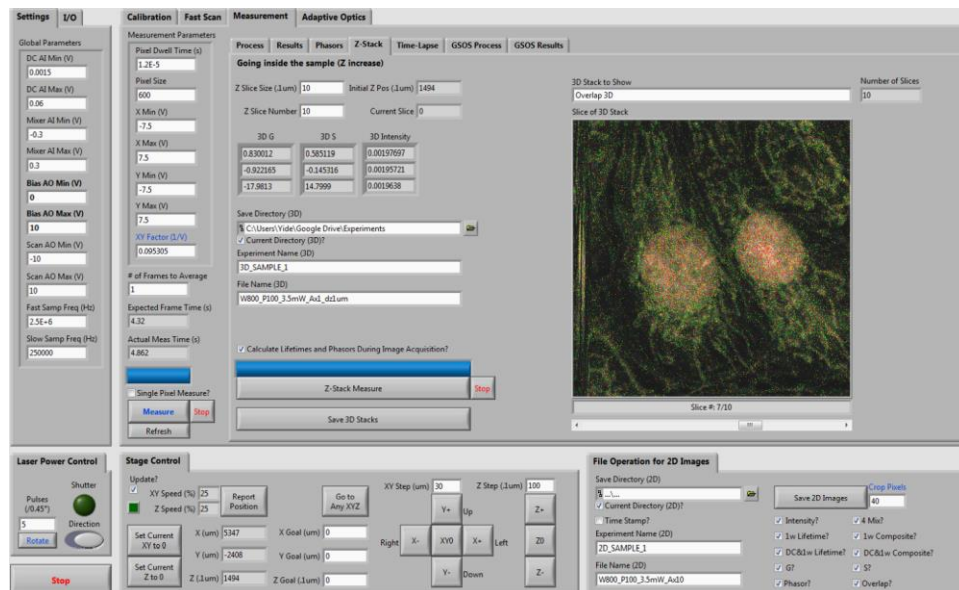 Settings I/O
Global Parameters
DC AI Min (V)
0.0015
DC AI Max (V)
0.06
Mixer AI Min (V)
-0.3
Mixer AI Max (V)
0.3
Bias AO Min (V)
0
Bias AO Max (V)
10
Scan AO Min (V)
-10
Scan AO Max (V)
10
Fast Samp Freq (Hz)
2.5E+6
Slow Samp Freq (Hz)
250000
Calibration Fast Scan Measurement Adaptive Optics
Measurement Parameters
Pixel Dwell Time (s)
1.2E-5
Pixel Size
600
X Min (V)
-7.5
X Max (V)
7.5
Y Min (V)
-7.5
Y Max (V)
7.5
XY Factor (1/V)
0.095305
# of Frames to Average
1
Expected Frame Time (s)
4.32
Actual Meas Time (s)
4.862
Single Pixel Measure?
Measure Stop
Refresh
Process Results Phasors Z-Stack Time-Lapse GSOS Process GSOS Results
Going inside the sample (Z increase)
Z Slice Size (.1um) 10 Initial Z Pos (.1um) 1494
Z Slice Number 10 Current Slice 0
3D G 3D S 3D Intensity
0.830012 0.585119 0.00197697
-0.922165 -0.145316 0.00195721
-17.9813 14.7999 0.0019638
Save Directory (3D)
C:\Users\Yide\Google Drive\Experiments
Current Directory (3D)?
Experiment Name (3D)
3D_SAMPLE_1
File Name (3D)
W800_P100_3.5mW_Ax1_dz1um
Calculate Lifetimes and Phasors During Image Acquisition?
Z-Stack Measure Stop
Save 3D Stacks
3D Stack to Show
Overlap 3D
Number of Slices
10
Slice of 3D Stack
Slice #: 7/10
Laser Power Control
Shutter
Pulses
(/0.45°)
5
Direction
Rotate
Stop
Stage Control
Update?
XY Speed (%) 25
Z Speed (%) 25
Report
Position
Go to
Any XYZ
Set Current
XY to 0
Set Current
Z to 0
X (um) 5347 X Goal (um) 0
Y (um) -2408 Y Goal (um) 0
Z (.1um) 1494 Z Goal (.1um) 0
XY Step (um) 30 Z Step (.1um) 100
Y+ Up Z+
Right X- XY0 X+ Left Z0
Y- Down Z-
File Operation for 2D Images
Save Directory (2D)
..\...
Current Directory (2D)?
Time Stamp?
Experiment Name (2D)
2D_SAMPLE_1
File Name (2D)
W800_P100_3.5mW_Ax10
Save 2D Images
Crop Pixels
40
Intensity? 4 Mix?
1w Lifetime? 1w Composite?
DC&1w Lifetime? DC&1w Composite?
G? S?
Phasor? Overlap?